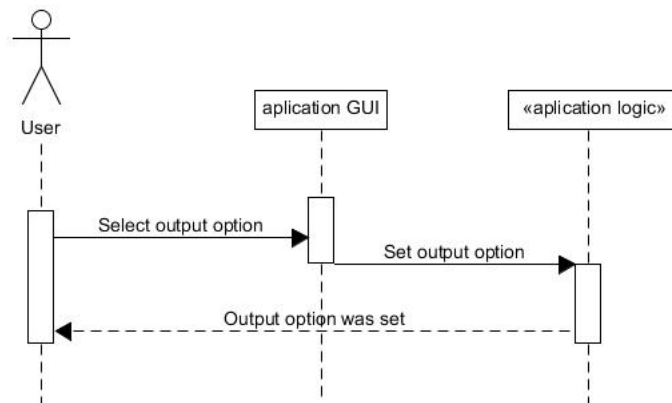 User
aplication GUI
«aplication logic»
Select output option
Set output option
Output option was set